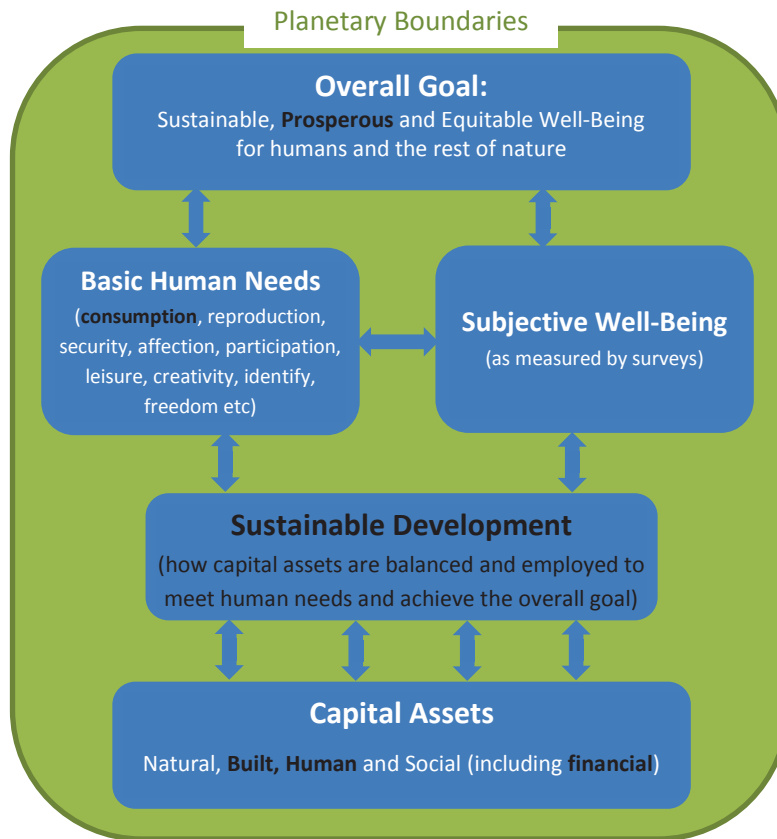 Planetary Boundaries
Overall Goal:
Sustainable, Prosperous and Equitable Well-Being
for humans and the rest of nature
Basic Human Needs
(consumption, reproduction,
security, affection, participation,
leisure, creativity, identify,
freedom etc)
Subjective Well-Being
(as measured by surveys)
Sustainable Development
(how capital assets are balanced and employed to
meet human needs and achieve the overall goal)
Capital Assets
Natural, Built, Human and Social (including financial)